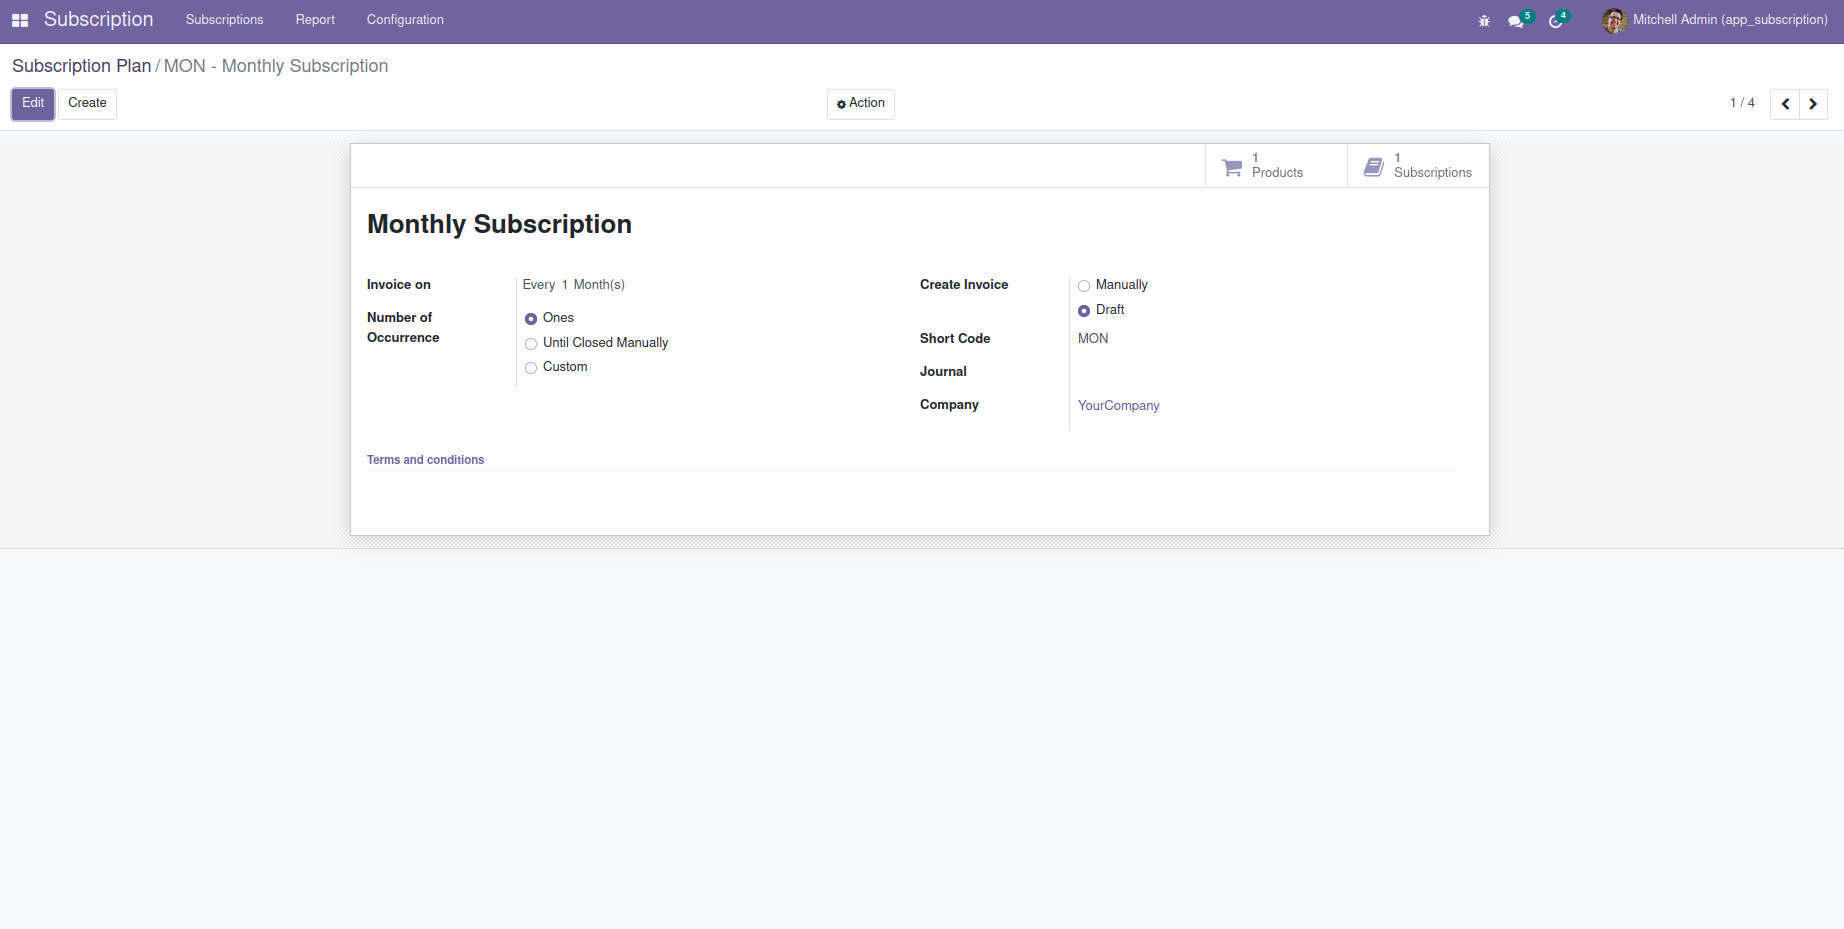 Subscription Subscriptions Report Configuration 5 4 Mitchell Admin (app_subscription)
Subscription Plan / MON - Monthly Subscription
Edit Create Action 1 / 4
1 Products
1 Subscriptions
Monthly Subscription
Invoice on Every 1 Month(s)
Number of Occurrence
Ones
Until Closed Manually
Custom
Create Invoice
Manually
Draft
Short Code MON
Journal
Company YourCompany
Terms and conditions